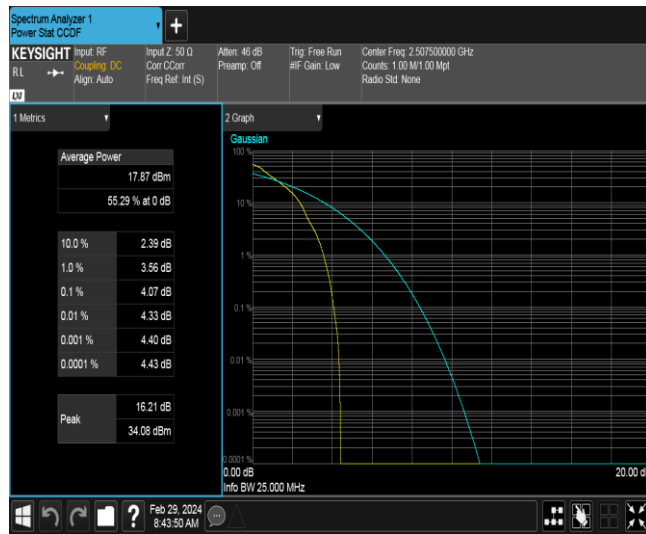 Spectrum Analyzer 1
Power Stat CCDF
+
KEYSIGHT Input: RF Input Z: 50 Ω Atten: 46 dB Trig: Free Run Center Freq: 2.507500000 GHz
RL Coupling: DC Corr CCorr Preamp: Off #IF Gain: Low Counts: 1.00 M/1.00 Mpt
Align: Auto Freq Ref: Int (S) Radio Std: None
LXI
1 Metrics
Average Power
17.87 dBm
55.29 % at 0 dB
10.0 % 2.39 dB
1.0 % 3.56 dB
0.1 % 4.07 dB
0.01 % 4.33 dB
0.001 % 4.40 dB
0.0001 % 4.43 dB
Peak 16.21 dB
34.08 dBm
2 Graph
Gaussian
100 %
10 %
1 %
0.1 %
0.01 %
0.001 %
0.0001 %
0.00 dB 20.00 d
Info BW 25.000 MHz
? Feb 29, 2024
8:43:50 AM